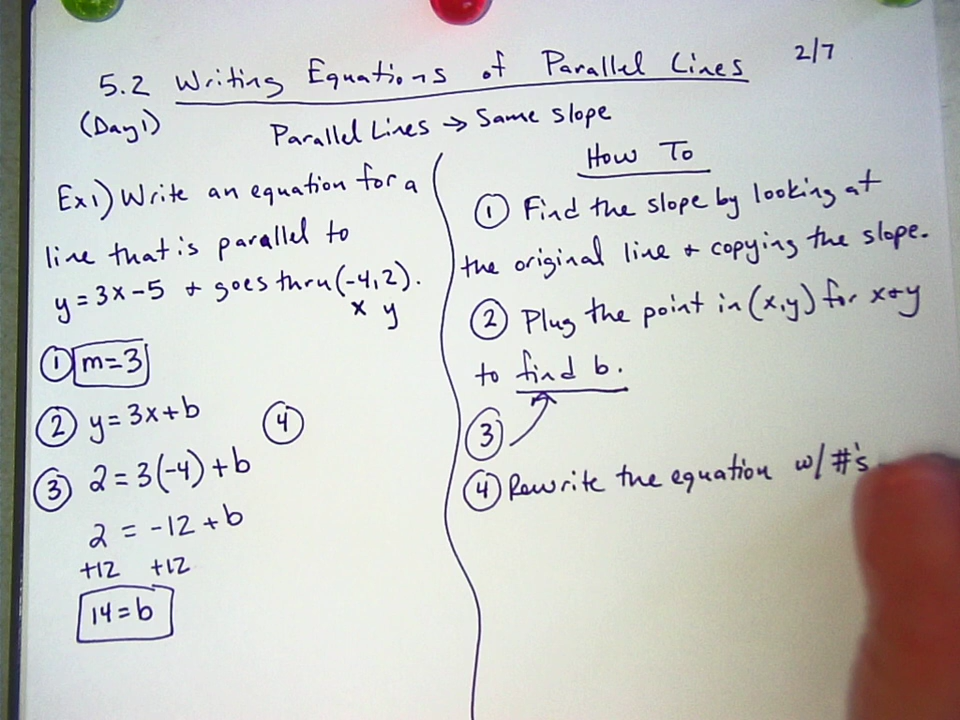 5.2 Writing Equations of Parallel Lines 2/7
(Day 1)
Parallel Lines → Same slope
Ex1) Write an equation for a
line that is parallel to
y = 3x - 5 + goes thru (-4, 2).
x y
① m = 3
② y = 3x + b
③ 2 = 3(-4) + b
2 = -12 + b
+12 +12
14 = b
④
How To
① Find the slope by looking at
the original line + copying the slope.
② Plug the point in (x, y) for x + y
to find b.
③
④ Rewrite the equation w/ #'s